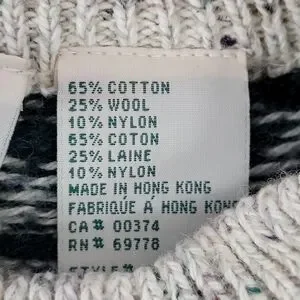 65% COTTON
25% WOOL
10% NYLON
65% COTON
25% LAINE
10% NYLON
MADE IN HONG KONG
FABRIQUÉ À HONG KONG
CA# 00374
RN# 69778
STYLE#